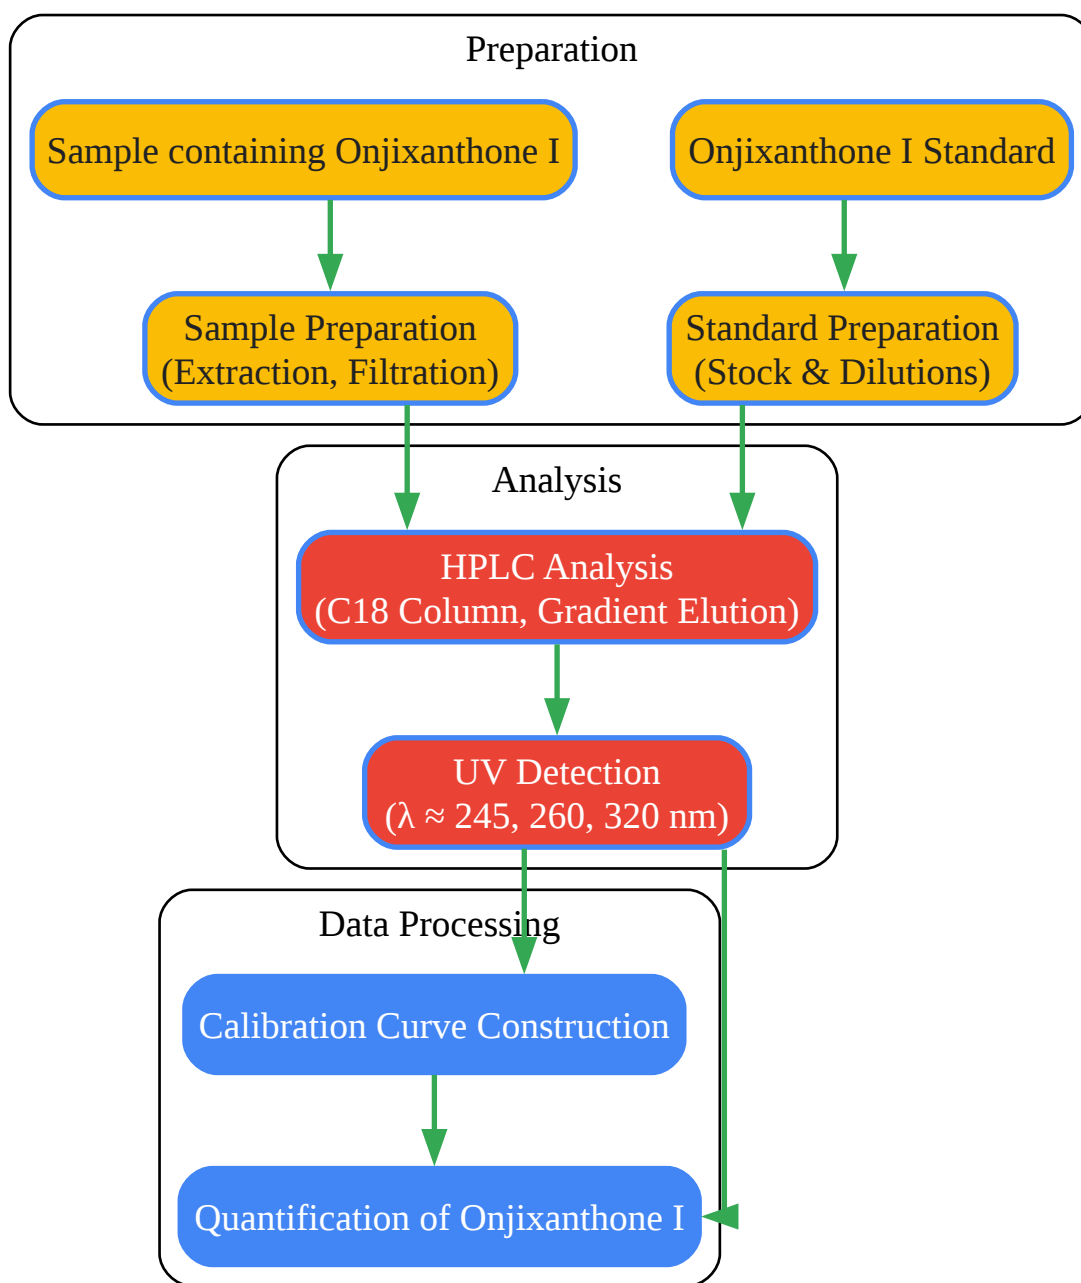 Preparation
Sample containing Onjixanthone I
Onjixanthone I Standard
Sample Preparation
(Extraction, Filtration)
Standard Preparation
(Stock & Dilutions)
Analysis
HPLC Analysis
(C18 Column, Gradient Elution)
UV Detection
(λ ≈ 245, 260, 320 nm)
Data Processing
Calibration Curve Construction
Quantification of Onjixanthone I